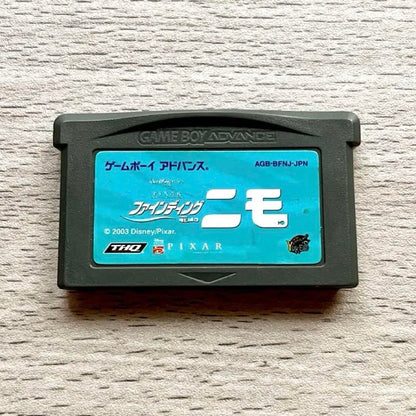 GAME BOY ADVANCE
ゲームボーイ アドバンス®
AGB-BFNJ-JPN
PIXAR
ファインディング ニモ
© 2003 Disney/Pixar.
THQ
PIXAR